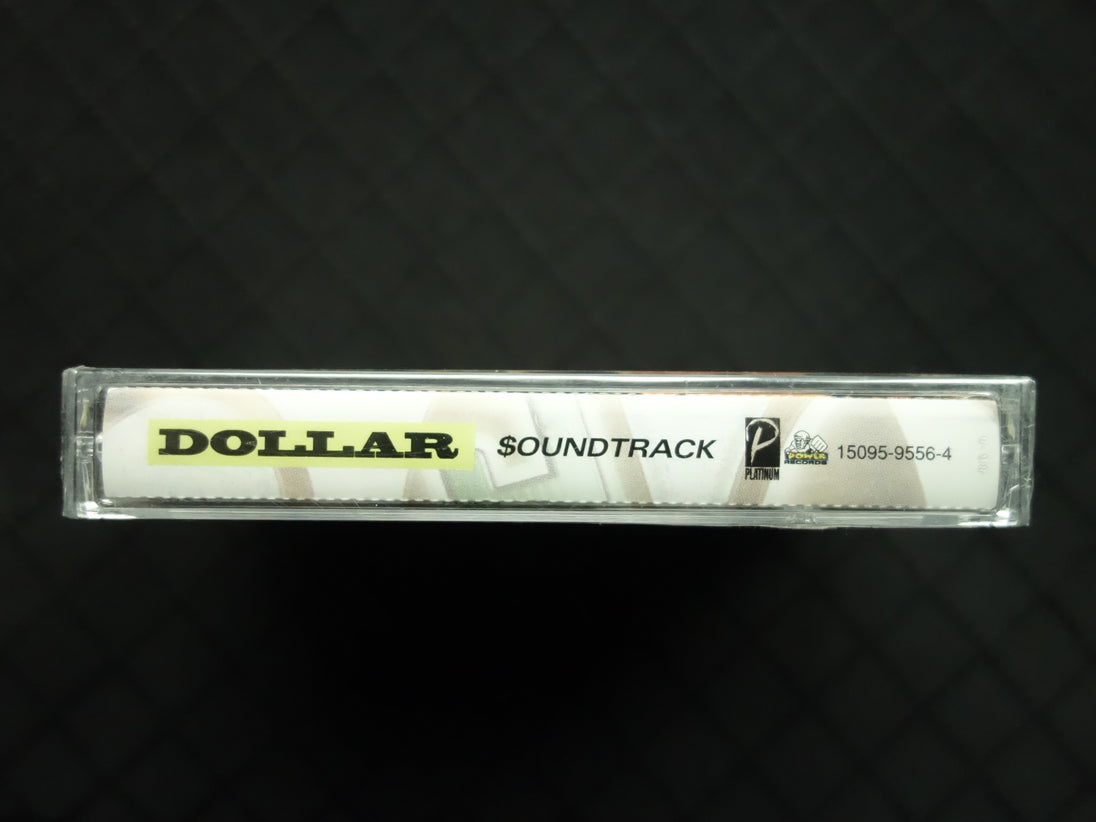 DOLLAR $OUNDTRACK P PLATINUM POWER RECORDS 15095-9556-4